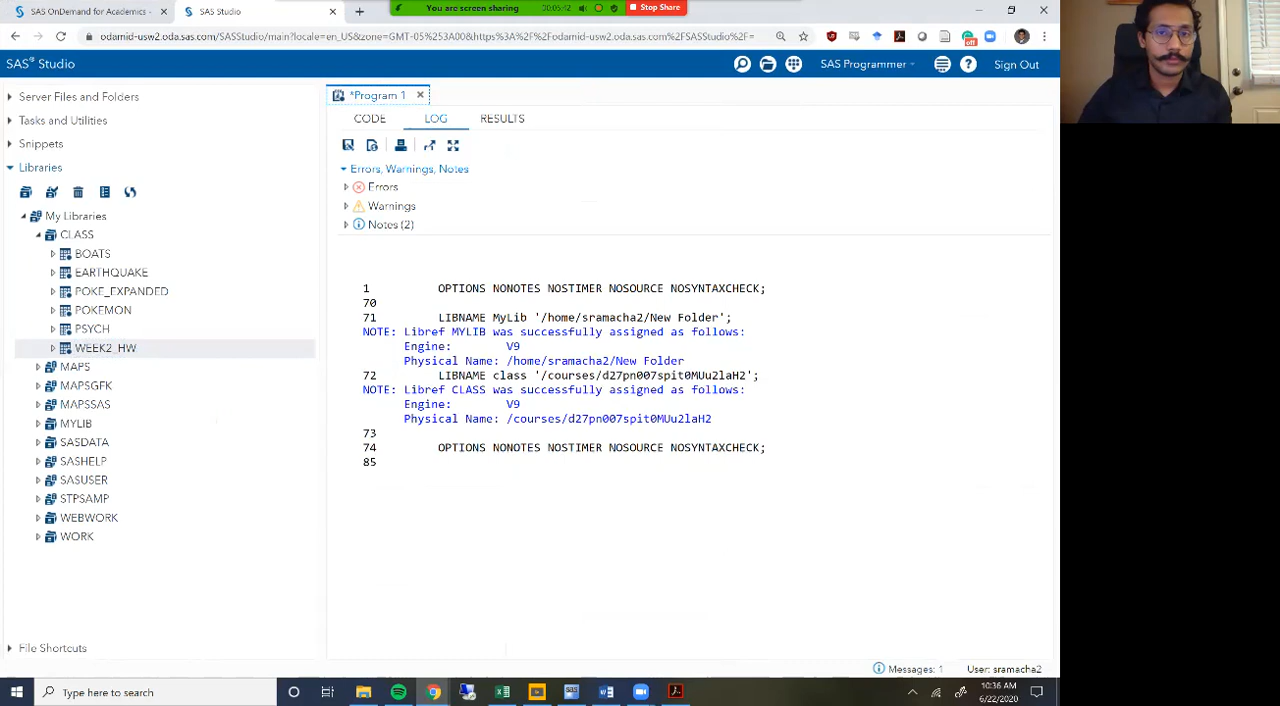 SAS OnDemand for Academics -
SAS Studio
You are screen sharing
00:05:42
Stop Share
odamid-usw2.oda.sas.com/SASStudio/main?locale=en_US&zone=GMT-05%253A00&https%3A%2F%2Fodamid-usw2.oda.sas.com%2FSASStudio%2F=
off
SAS® Studio
SAS Programmer
Sign Out
Server Files and Folders
Tasks and Utilities
Snippets
Libraries
My Libraries
CLASS
BOATS
EARTHQUAKE
POKE_EXPANDED
POKEMON
PSYCH
WEEK2_HW
MAPS
MAPSGFK
MAPSSAS
MYLIB
SASDATA
SASHELP
SASUSER
STPSAMP
WEBWORK
WORK
File Shortcuts
*Program 1
CODE LOG RESULTS
Errors, Warnings, Notes
Errors
Warnings
Notes (2)
1 OPTIONS NONOTES NOSTIMER NOSOURCE NOSYNTAXCHECK;
70
71 LIBNAME MyLib '/home/sramacha2/New Folder';
NOTE: Libref MYLIB was successfully assigned as follows:
Engine: V9
Physical Name: /home/sramacha2/New Folder
72 LIBNAME class '/courses/d27pn007spit0MUu2laH2';
NOTE: Libref CLASS was successfully assigned as follows:
Engine: V9
Physical Name: /courses/d27pn007spit0MUu2laH2
73
74 OPTIONS NONOTES NOSTIMER NOSOURCE NOSYNTAXCHECK;
85
Messages: 1 User: sramacha2
Type here to search
10:36 AM
6/22/2020